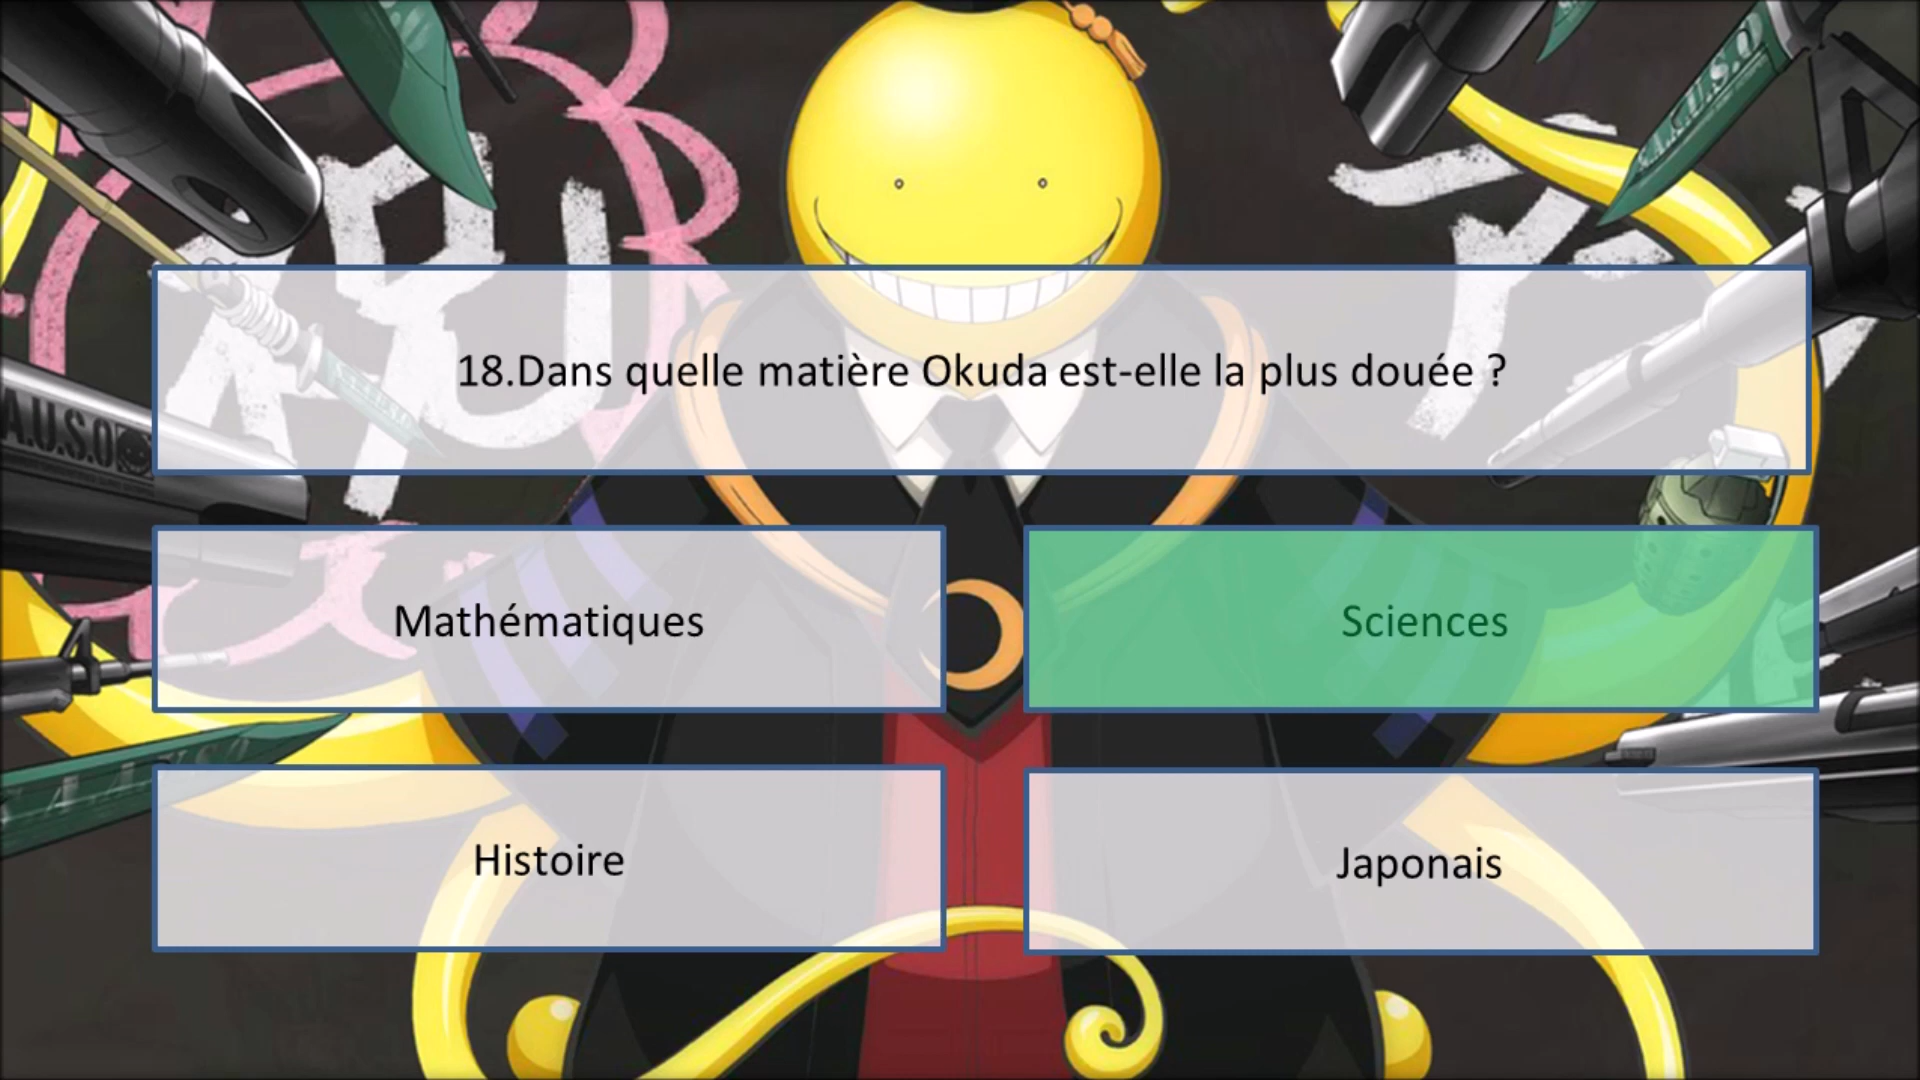 A.U.S.O
18.Dans quelle matière Okuda est-elle la plus douée ?
Mathématiques
Sciences
Histoire
Japonais